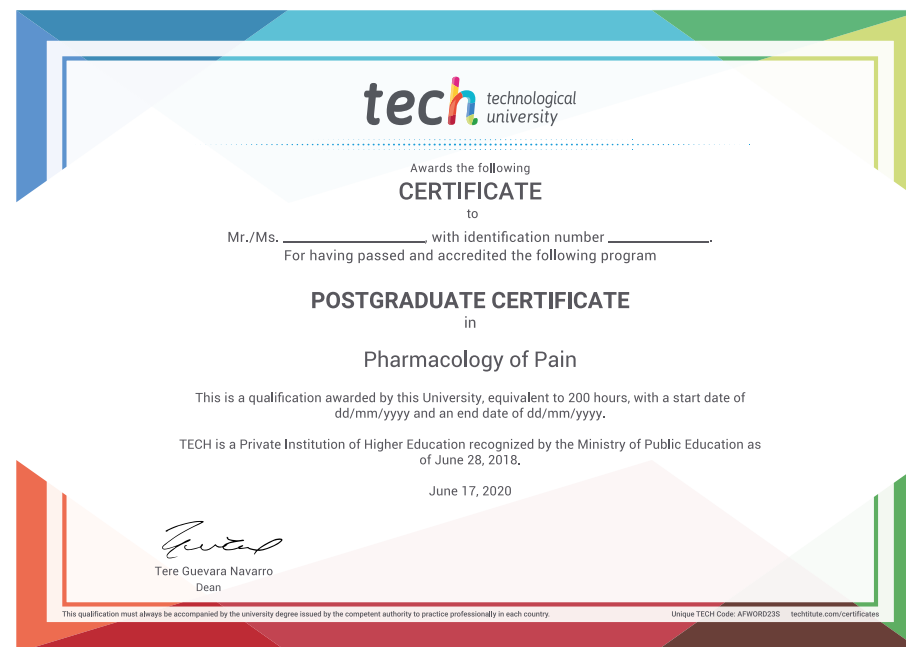 tech technological
university
Awards the following
CERTIFICATE
to
Mr./Ms. ____________________, with identification number ______________.
For having passed and accredited the following program
POSTGRADUATE CERTIFICATE
in
Pharmacology of Pain
This is a qualification awarded by this University, equivalent to 200 hours, with a start date of
dd/mm/yyyy and an end date of dd/mm/yyyy.
TECH is a Private Institution of Higher Education recognized by the Ministry of Public Education as
of June 28, 2018.
June 17, 2020
Tere Guevara Navarro
Dean
This qualification must always be accompanied by the university degree issued by the competent authority to practice professionally in each country.
Unique TECH Code: AFWORD23S techtitute.com/certificates